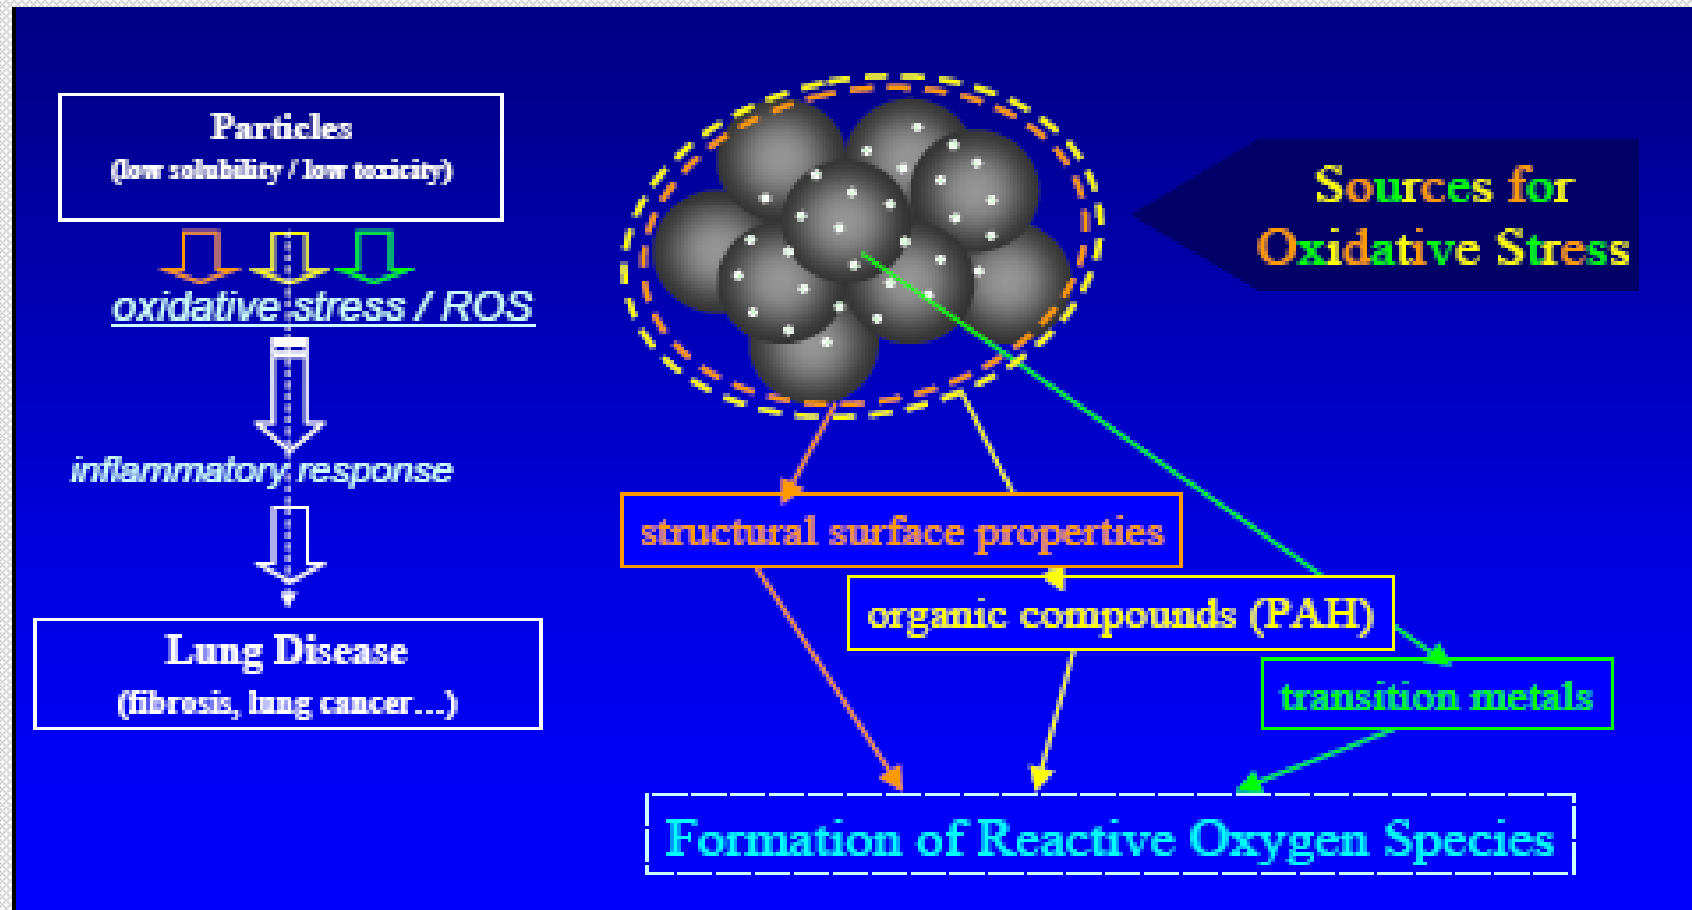 Particles
(low solubility / low toxicity)
oxidative stress / ROS
inflammatory response
Lung Disease
(fibrosis, lung cancer...)
Sources for
Oxidative Stress
structural surface properties
organic compounds (PAH)
transition metals
Formation of Reactive Oxygen Species